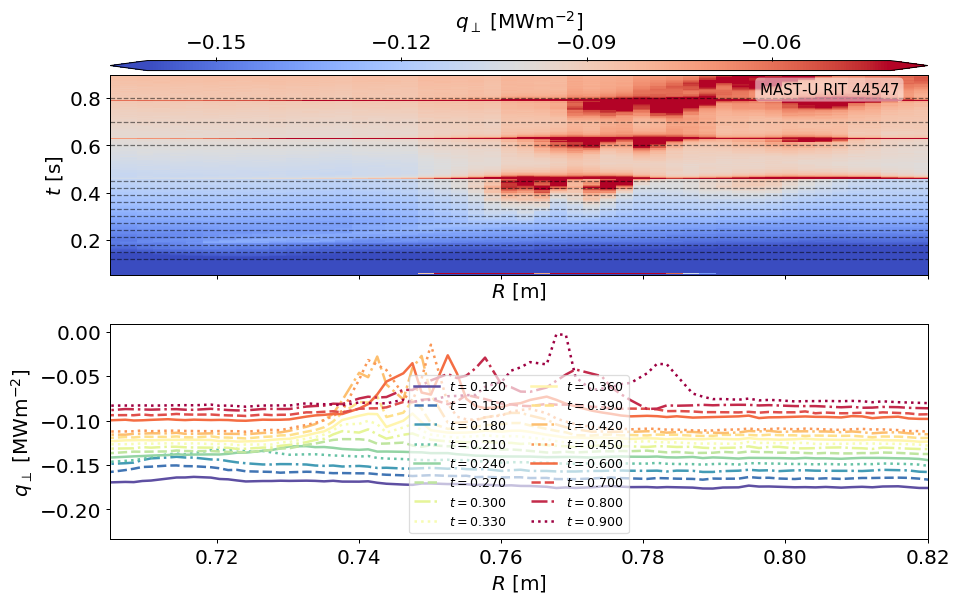 q⊥ [MWm−2]
−0.15 −0.12 −0.09 −0.06
MAST-U RIT 44547
0.8
0.6
0.4
0.2
t [s]
R [m]
0.00
−0.05
−0.10
−0.15
−0.20
q⊥ [MWm−2]
t = 0.120 t = 0.360
t = 0.150 t = 0.390
t = 0.180 t = 0.420
t = 0.210 t = 0.450
t = 0.240 t = 0.600
t = 0.270 t = 0.700
t = 0.300 t = 0.800
t = 0.330 t = 0.900
0.72 0.74 0.76 0.78 0.80 0.82
R [m]